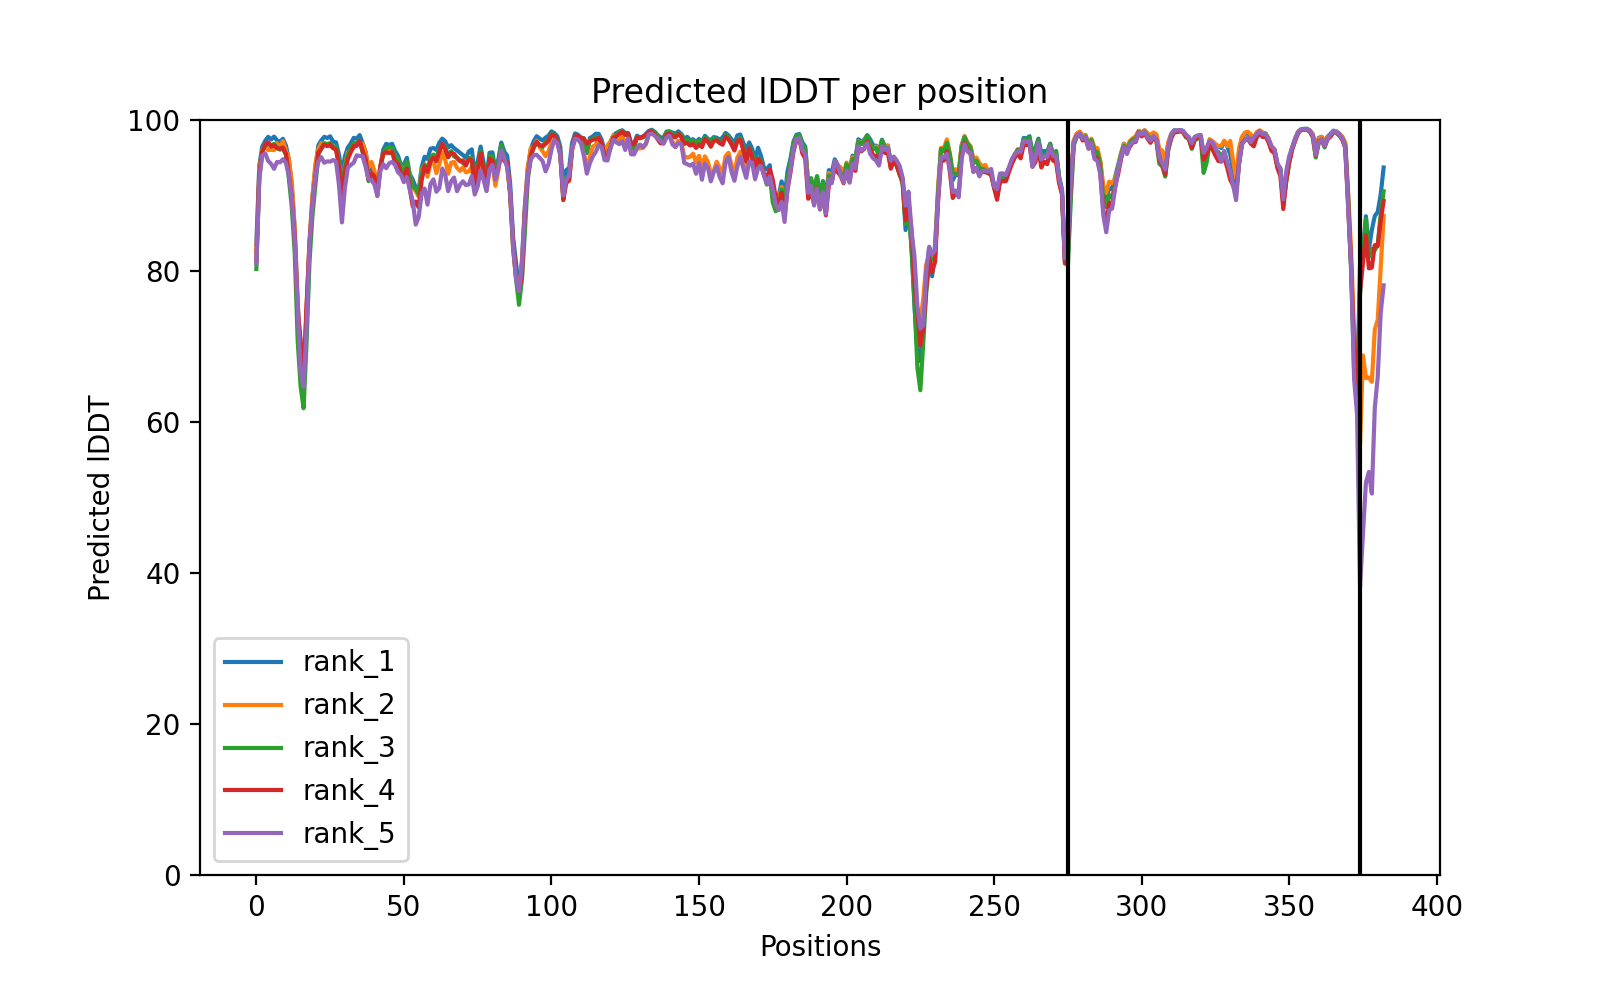 Predicted lDDT per position
100
80
60
40
20
0
Predicted lDDT
rank_1
rank_2
rank_3
rank_4
rank_5
0 50 100 150 200 250 300 350 400
Positions